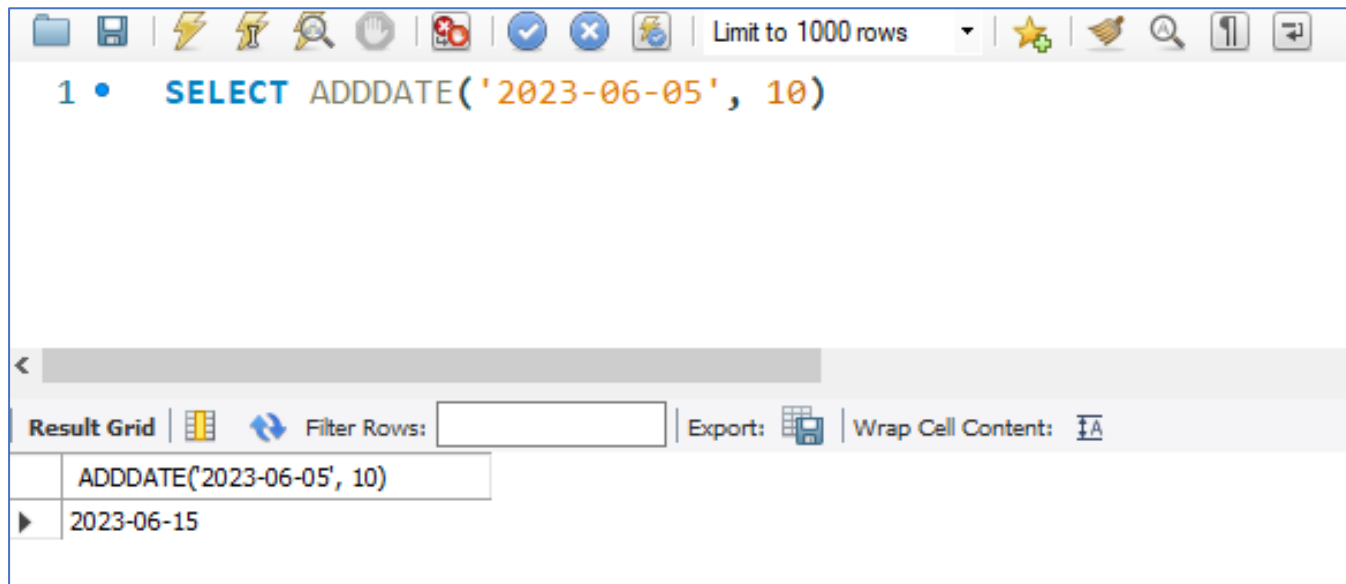 Limit to 1000 rows
1 SELECT ADDDATE('2023-06-05', 10)
Result Grid Filter Rows: Export: Wrap Cell Content: IA
ADDDATE('2023-06-05', 10)
2023-06-15